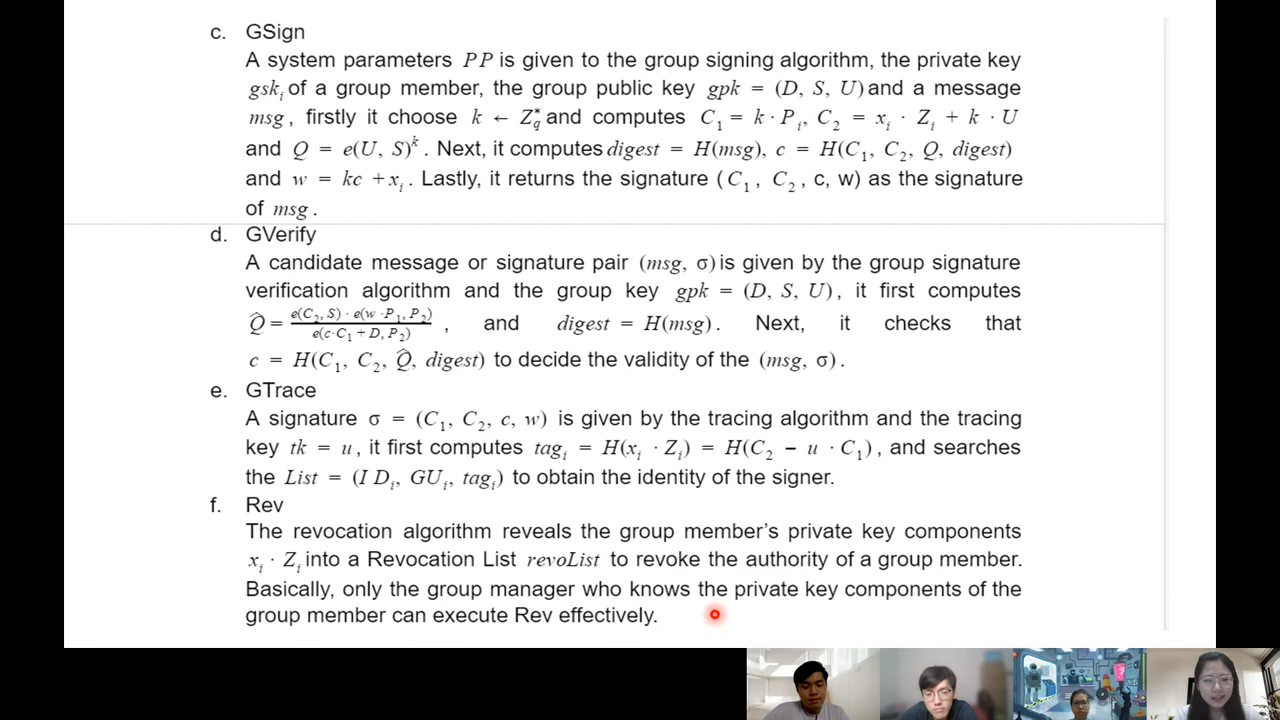 c. GSign
A system parameters PP is given to the group signing algorithm, the private key
gsk_i of a group member, the group public key gpk = (D, S, U) and a message
msg, firstly it choose k ← Z_q^* and computes C_1 = k · P_i, C_2 = x_i · Z_i + k · U
and Q = e(U, S)^k. Next, it computes digest = H(msg), c = H(C_1, C_2, Q, digest)
and w = kc + x_i. Lastly, it returns the signature (C_1, C_2, c, w) as the signature
of msg.
d. GVerify
A candidate message or signature pair (msg, σ) is given by the group signature
verification algorithm and the group key gpk = (D, S, U), it first computes
Q̂ = e(C_2, S) · e(w · P_1, P_2) / e(c · C_1 + D, P_2), and digest = H(msg). Next, it checks that
c = H(C_1, C_2, Q̂, digest) to decide the validity of the (msg, σ).
e. GTrace
A signature σ = (C_1, C_2, c, w) is given by the tracing algorithm and the tracing
key tk = u, it first computes tag_i = H(x_i · Z_i) = H(C_2 − u · C_1), and searches
the List = (I D_i, GU_i, tag_i) to obtain the identity of the signer.
f. Rev
The revocation algorithm reveals the group member's private key components
x_i · Z_i into a Revocation List revoList to revoke the authority of a group member.
Basically, only the group manager who knows the private key components of the
group member can execute Rev effectively.